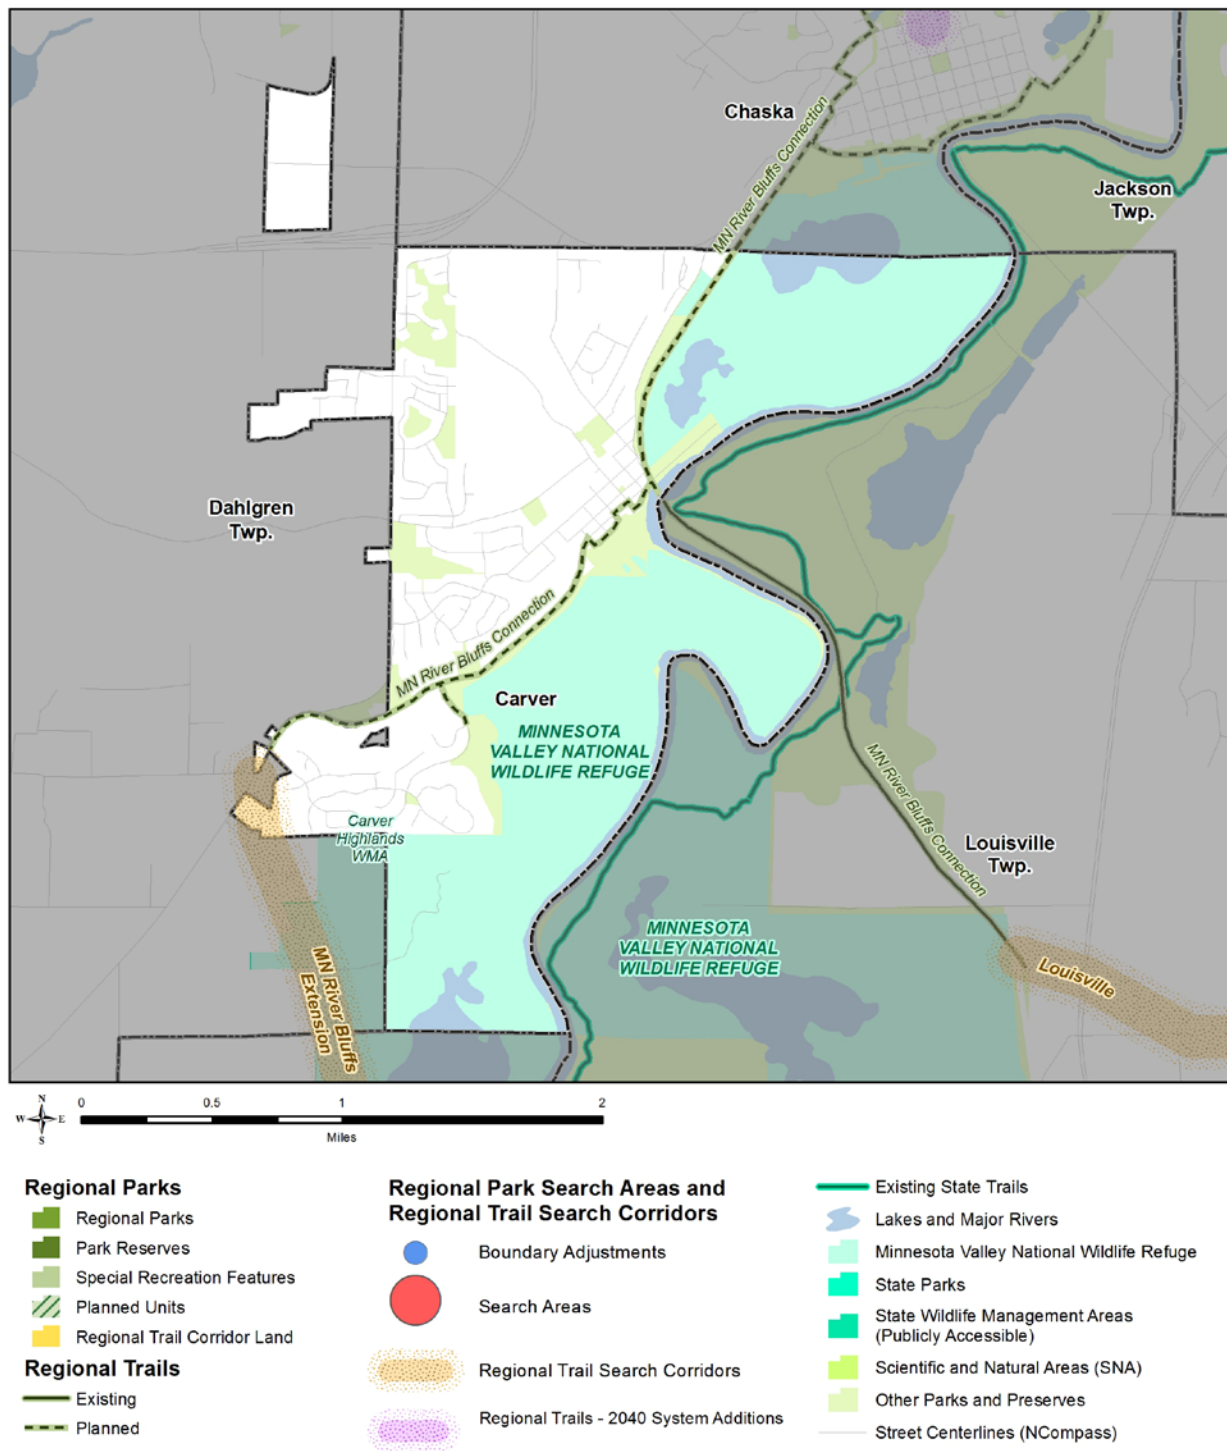 Chaska
MN River Bluffs Connection
Jackson
Twp.
Dahlgren
Twp.
MN River Bluffs Connection
Carver
MINNESOTA
VALLEY NATIONAL
WILDLIFE REFUGE
MN River Bluffs Connection
Carver
Highlands
WMA
Louisville
Twp.
MINNESOTA
VALLEY NATIONAL
WILDLIFE REFUGE
Louisville
MN River Bluffs
Extension
N
W E
S
0 0.5 1 2
Miles
Regional Parks
Regional Parks
Park Reserves
Special Recreation Features
Planned Units
Regional Trail Corridor Land
Regional Trails
Existing
Planned
Regional Park Search Areas and
Regional Trail Search Corridors
Boundary Adjustments
Search Areas
Regional Trail Search Corridors
Regional Trails - 2040 System Additions
Existing State Trails
Lakes and Major Rivers
Minnesota Valley National Wildlife Refuge
State Parks
State Wildlife Management Areas
(Publicly Accessible)
Scientific and Natural Areas (SNA)
Other Parks and Preserves
Street Centerlines (NCompass)